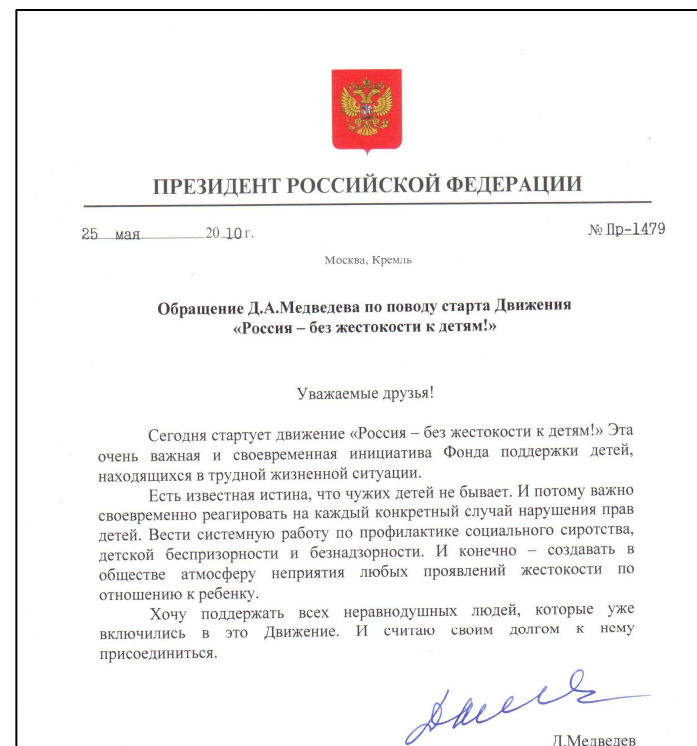 ПРЕЗИДЕНТ РОССИЙСКОЙ ФЕДЕРАЦИИ
25 мая 2010 г. № Пр-1479
Москва, Кремль
Обращение Д.А.Медведева по поводу старта Движения
«Россия – без жестокости к детям!»
Уважаемые друзья!
Сегодня стартует движение «Россия – без жестокости к детям!» Эта
очень важная и своевременная инициатива Фонда поддержки детей,
находящихся в трудной жизненной ситуации.
Есть известная истина, что чужих детей не бывает. И потому важно
своевременно реагировать на каждый конкретный случай нарушения прав
детей. Вести системную работу по профилактике социального сиротства,
детской беспризорности и безнадзорности. И конечно – создавать в
обществе атмосферу неприятия любых проявлений жестокости по
отношению к ребенку.
Хочу поддержать всех неравнодушных людей, которые уже
включились в это Движение. И считаю своим долгом к нему
присоединиться.
Д.Медведев